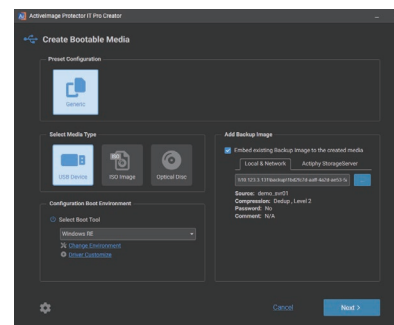 ActiveImage Protector IT Pro Creator
Create Bootable Media
Preset Configuration
Generic
Select Media Type
USB Device
ISO Image
Optical Disc
Configuration Boot Environment
Select Boot Tool
Windows RE
Change Environment
Driver Customize
Add Backup Image
Embed existing Backup Image to the created media
Local & Network
Actiphy StorageServer
Source: demo_svr01
Compression: Dedup , Level 2
Password: No
Comment: N/A
Cancel
Next >